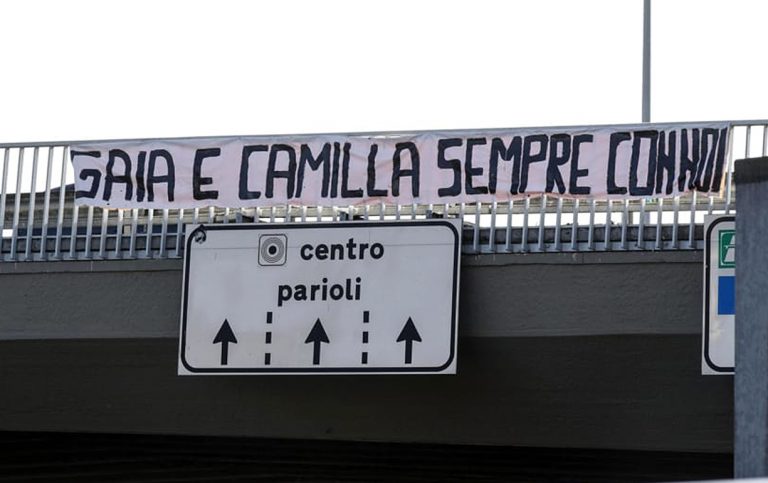 GAIA E CAMILLA SEMPRE CON NOI
centro
parioli